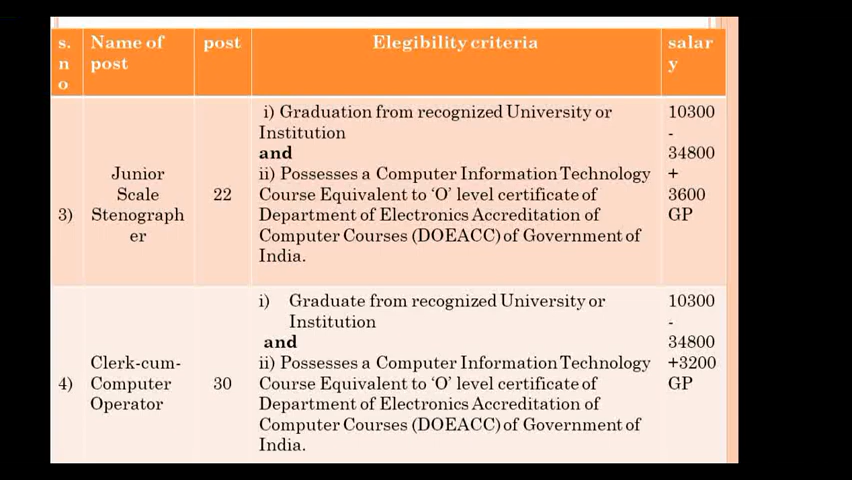 s.
n
o
Name of
post
post
Elegibility criteria
salar
y
3)
Junior
Scale
Stenograph
er
22
i) Graduation from recognized University or
Institution
and
ii) Possesses a Computer Information Technology
Course Equivalent to ‘O’ level certificate of
Department of Electronics Accreditation of
Computer Courses (DOEACC) of Government of
India.
10300
-
34800
+
3600
GP
4)
Clerk-cum-
Computer
Operator
30
i) Graduate from recognized University or
Institution
and
ii) Possesses a Computer Information Technology
Course Equivalent to ‘O’ level certificate of
Department of Electronics Accreditation of
Computer Courses (DOEACC) of Government of
India.
10300
-
34800
+3200
GP